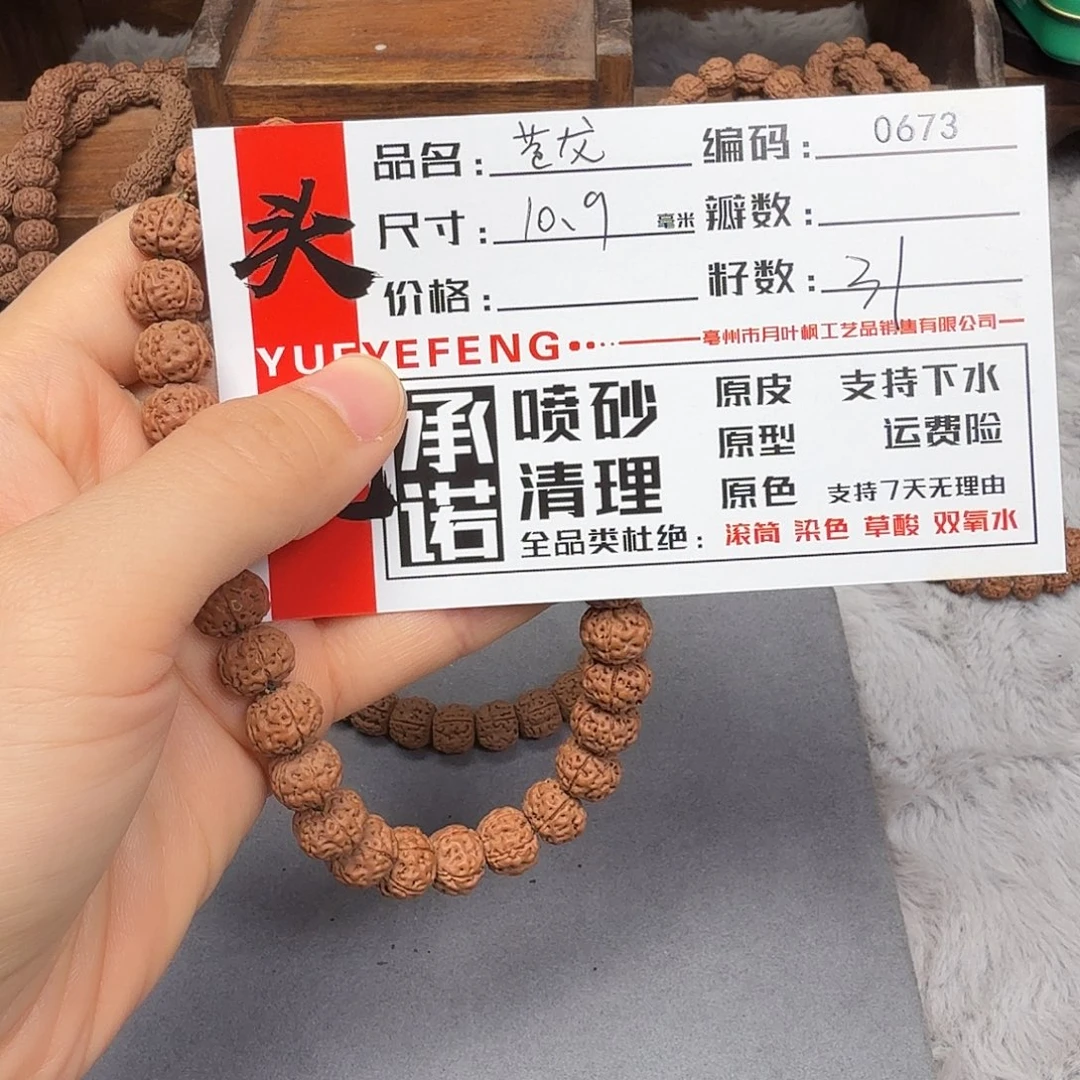 头
品名： 苍龙 编码： 0673
尺寸： 10.9 毫米 瓣数：
价格： 籽数： 31
YUEYEFENG 亳州市月叶枫工艺品销售有限公司
承诺
喷砂清理
原皮 支持下水
原型 运费险
原色 支持7天无理由
全品类杜绝： 滚筒 染色 草酸 双氧水